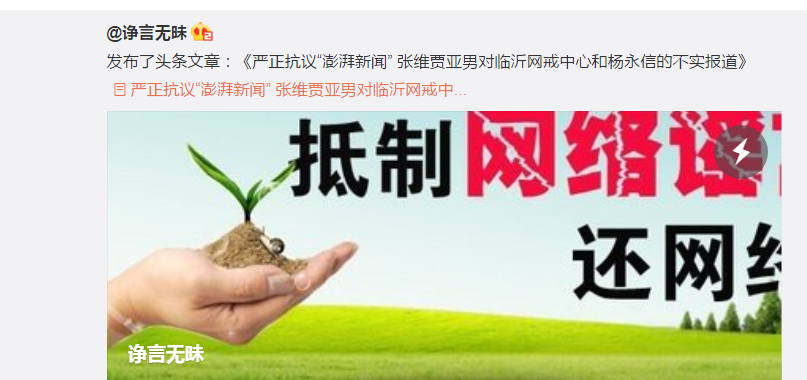 @诤言无昧
发布了头条文章：《严正抗议“澎湃新闻” 张维贾亚男对临沂网戒中心和杨永信的不实报道》
严正抗议“澎湃新闻” 张维贾亚男对临沂网戒中...
抵制网络谣
还网络
诤言无昧